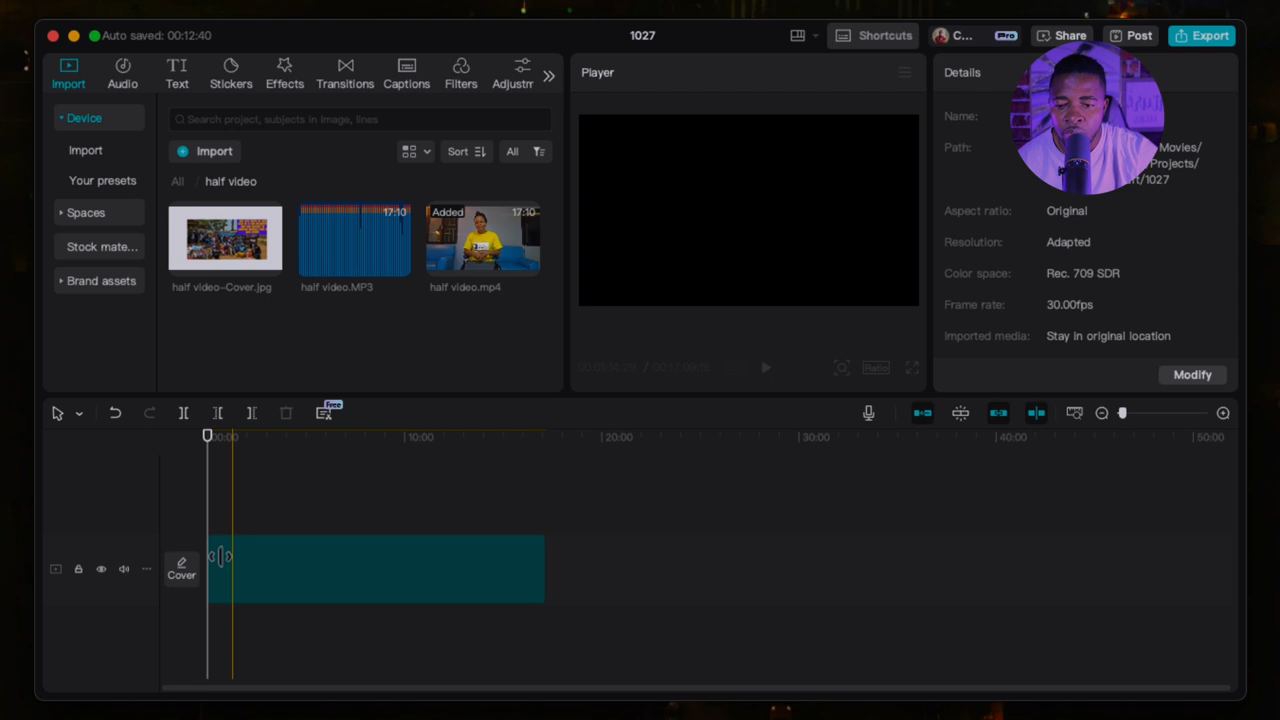 Auto saved: 00:12:40
1027
Shortcuts
C...
Pro
Share
Post
Export
Import
Audio
Text
Stickers
Effects
Transitions
Captions
Filters
Adjustm
Device
Import
Your presets
Spaces
Stock mate...
Brand assets
Search project, subjects in image, lines
Import
Sort
All
All / half video
17:10
Added
17:10
half video-Cover.jpg
half video.MP3
half video.mp4
Player
Ratio
Details
Name:
Path:
Movies/
Projects/
1027
Aspect ratio:
Original
Resolution:
Adapted
Color space:
Rec. 709 SDR
Frame rate:
30.00fps
Imported media:
Stay in original location
Modify
Free
00:00
10:00
20:00
30:00
40:00
50:00
Cover